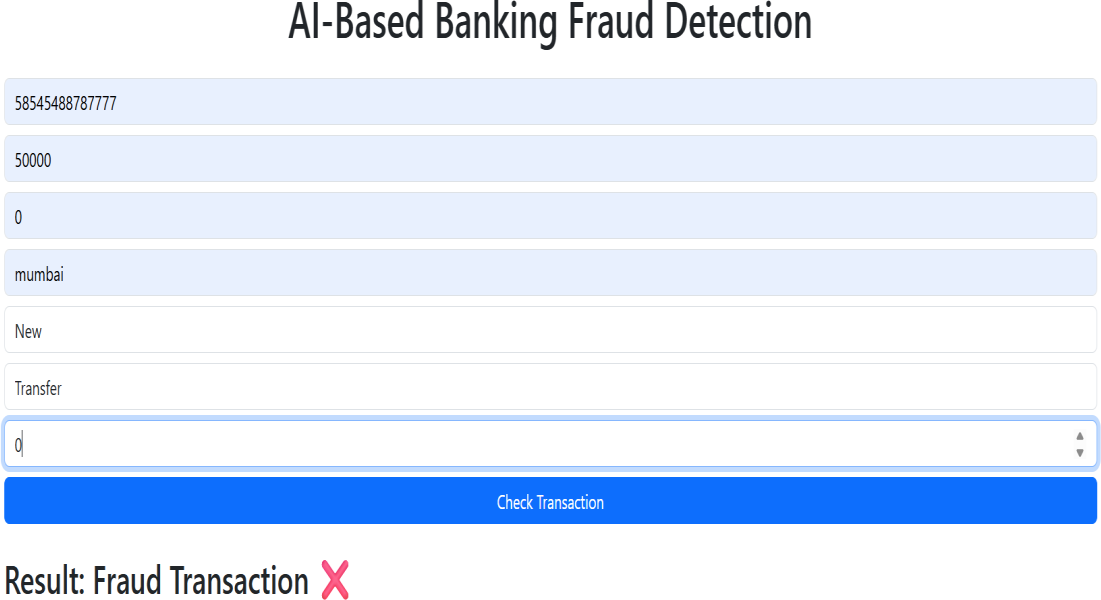 AI-Based Banking Fraud Detection
58545488787777
50000
0
mumbai
New
Transfer
0
Check Transaction
Result: Fraud Transaction ❌